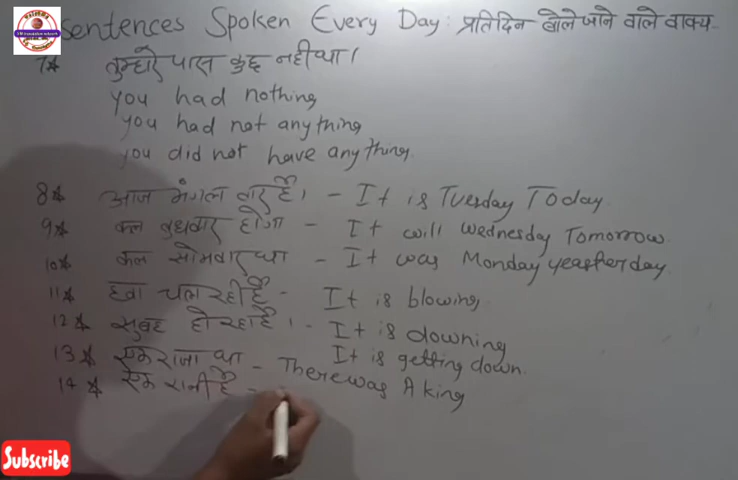 Sentences Spoken Every Day: प्रतिदिन बोले जाने वाले वाक्य
7* तुम्हारे पास कुछ नहीं था।
you had nothing
you had not anything
you did not have anything.
8* आज मंगलवार है। - It is Tuesday Today.
9* कल बुधवार होगा - It will Wednesday Tomorrow.
10* कल सोमवार था - It was Monday yeasherday.
11* हवा चल रही है - It is blowing
12* सुबह हो रहा है। - It is downing
It is getting down.
13* एक राजा था - There was A king
14* एक रानी है -
Subscribe